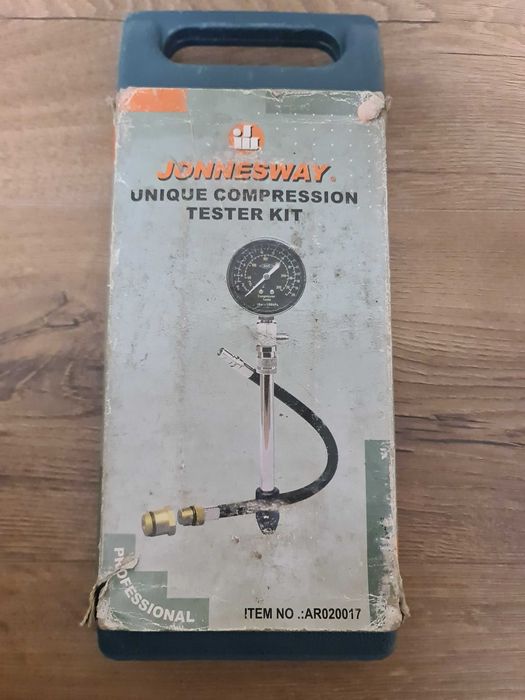 JONNESWAY®
UNIQUE COMPRESSION
TESTER KIT
PROFESSIONAL
ITEM NO .:AR020017